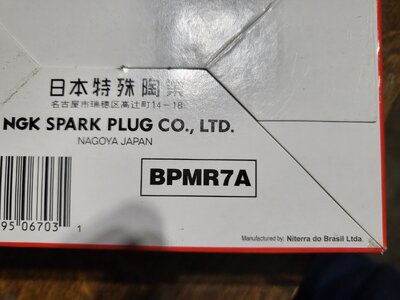 日本特殊陶業
名古屋市瑞穂区高辻町14-18
NGK SPARK PLUG CO., LTD.
NAGOYA JAPAN
BPMR7A
95 06703 1
Manufactured by: Niterra do Brasil Ltda.